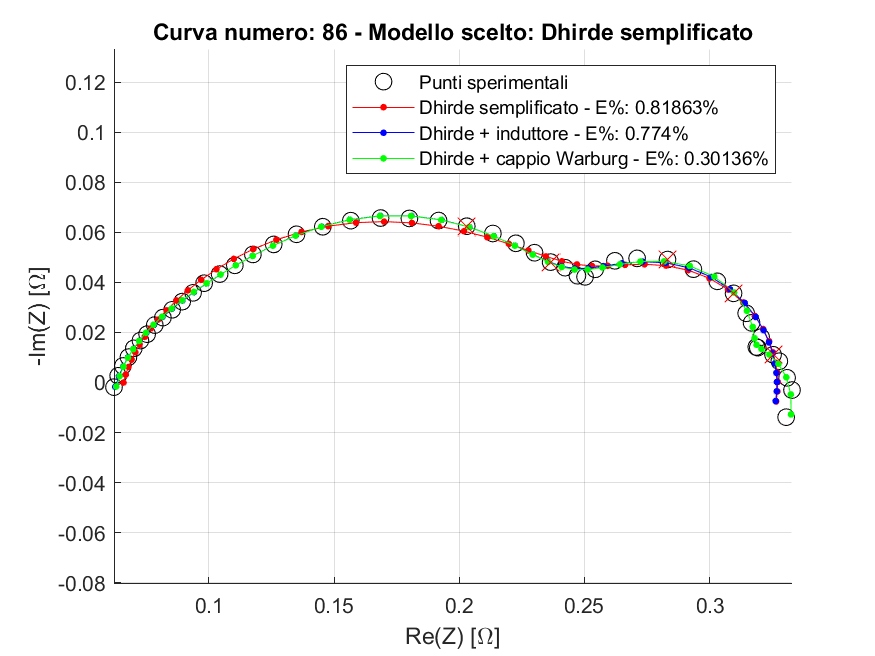 Curva numero: 86 - Modello scelto: Dhirde semplificato
Punti sperimentali
Dhirde semplificato - E%: 0.81863%
Dhirde + induttore - E%: 0.774%
Dhirde + cappio Warburg - E%: 0.30136%
0.12
0.1
0.08
0.06
0.04
0.02
0
-0.02
-0.04
-0.06
-0.08
-Im(Z) [Ω]
0.1 0.15 0.2 0.25 0.3
Re(Z) [Ω]